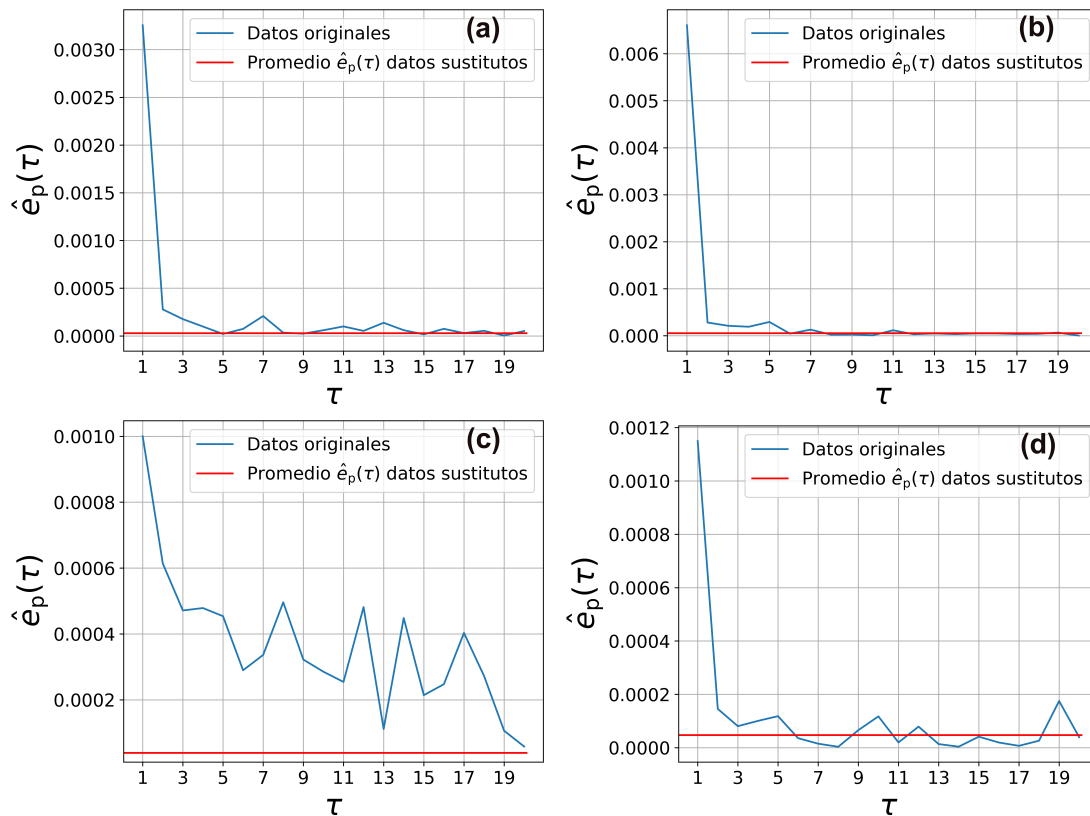 (a)
Datos originales
Promedio ê_p(τ) datos sustitutos
ê_p(τ)
0.0030
0.0025
0.0020
0.0015
0.0010
0.0005
0.0000
1 3 5 7 9 11 13 15 17 19
τ
(b)
Datos originales
Promedio ê_p(τ) datos sustitutos
ê_p(τ)
0.006
0.005
0.004
0.003
0.002
0.001
0.000
1 3 5 7 9 11 13 15 17 19
τ
(c)
Datos originales
Promedio ê_p(τ) datos sustitutos
ê_p(τ)
0.0010
0.0008
0.0006
0.0004
0.0002
1 3 5 7 9 11 13 15 17 19
τ
(d)
Datos originales
Promedio ê_p(τ) datos sustitutos
ê_p(τ)
0.0012
0.0010
0.0008
0.0006
0.0004
0.0002
0.0000
1 3 5 7 9 11 13 15 17 19
τ